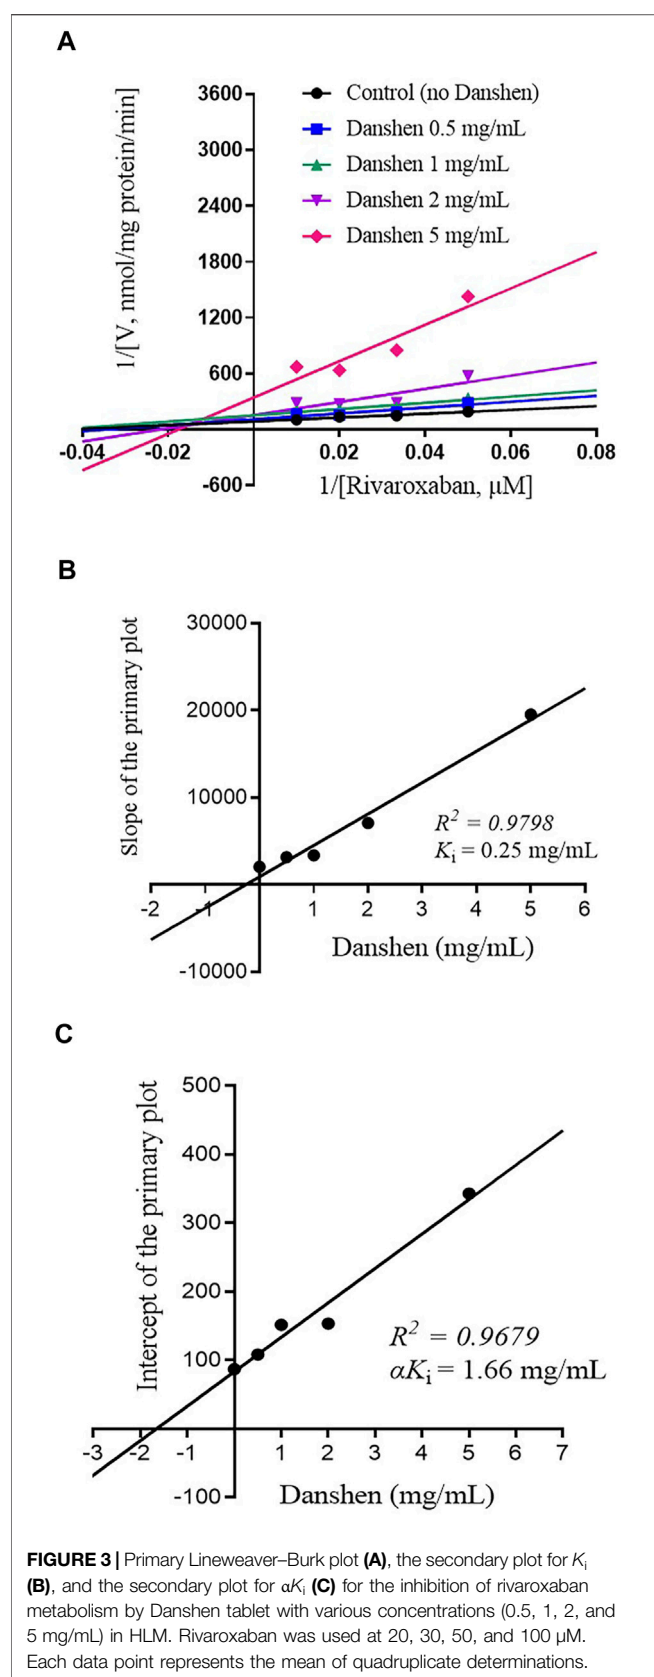 A
1/[V, nmol/mg protein/min]
3600
3000
2400
1800
1200
600
-600
-0.04
-0.02
0.02
0.04
0.06
0.08
1/[Rivaroxaban, µM]
Control (no Danshen)
Danshen 0.5 mg/mL
Danshen 1 mg/mL
Danshen 2 mg/mL
Danshen 5 mg/mL
B
Slope of the primary plot
30000
20000
10000
-10000
-2
-1
1
2
3
4
5
6
R² = 0.9798
Ki = 0.25 mg/mL
Danshen (mg/mL)
C
Intercept of the primary plot
500
400
300
200
100
-100
-3
-2
-1
1
2
3
4
5
6
7
R² = 0.9679
αKi = 1.66 mg/mL
Danshen (mg/mL)
FIGURE 3 | Primary Lineweaver–Burk plot (A), the secondary plot for Ki
(B), and the secondary plot for αKi (C) for the inhibition of rivaroxaban
metabolism by Danshen tablet with various concentrations (0.5, 1, 2, and
5 mg/mL) in HLM. Rivaroxaban was used at 20, 30, 50, and 100 µM.
Each data point represents the mean of quadruplicate determinations.